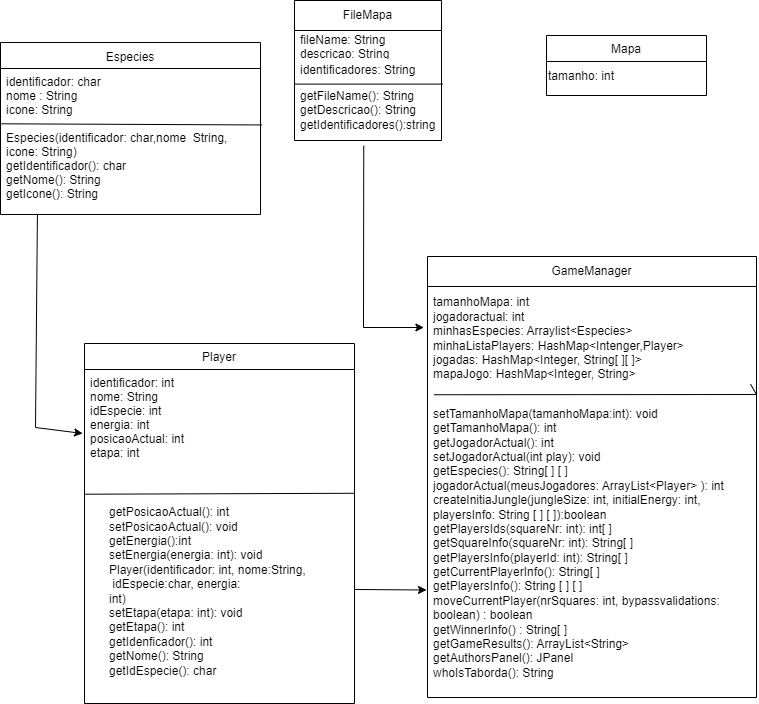 FileMapa
fileName: String
descricao: String
identificadores: String
getFileName(): String
getDescricao(): String
getIdentificadores():string
Mapa
tamanho: int
Especies
identificador: char
nome : String
icone: String
Especies(identificador: char,nome String,
icone: String)
getIdentificador(): char
getNome(): String
getIcone(): String
Player
identificador: int
nome: String
idEspecie: int
energia: int
posicaoActual: int
etapa: int
getPosicaoActual(): int
setPosicaoActual(): void
getEnergia():int
setEnergia(energia: int): void
Player(identificador: int, nome:String,
idEspecie:char, energia:
int)
setEtapa(etapa: int): void
getEtapa(): int
getIdenficador(): int
getNome(): String
getIdEspecie(): char
GameManager
tamanhoMapa: int
jogadoractual: int
minhasEspecies: Arraylist<Especies>
minhaListaPlayers: HashMap<Intenger,Player>
jogadas: HashMap<Integer, String[ ][ ]>
mapaJogo: HashMap<Integer, String>
setTamanhoMapa(tamanhoMapa:int): void
getTamanhoMapa(): int
getJogadorActual(): int
setJogadorActual(int play): void
getEspecies(): String[ ] [ ]
jogadorActual(meusJogadores: ArrayList<Player> ): int
createInitiaJungle(jungleSize: int, initialEnergy: int,
playersInfo: String [ ] [ ]):boolean
getPlayersIds(squareNr: int): int[ ]
getSquareInfo(squareNr: int): String[ ]
getPlayersInfo(playerId: int): String[ ]
getCurrentPlayerInfo(): String[ ]
getPlayersInfo(): String [ ] [ ]
moveCurrentPlayer(nrSquares: int, bypassvalidations:
boolean) : boolean
getWinnerInfo() : String[ ]
getGameResults(): ArrayList<String>
getAuthorsPanel(): JPanel
whoIsTaborda(): String